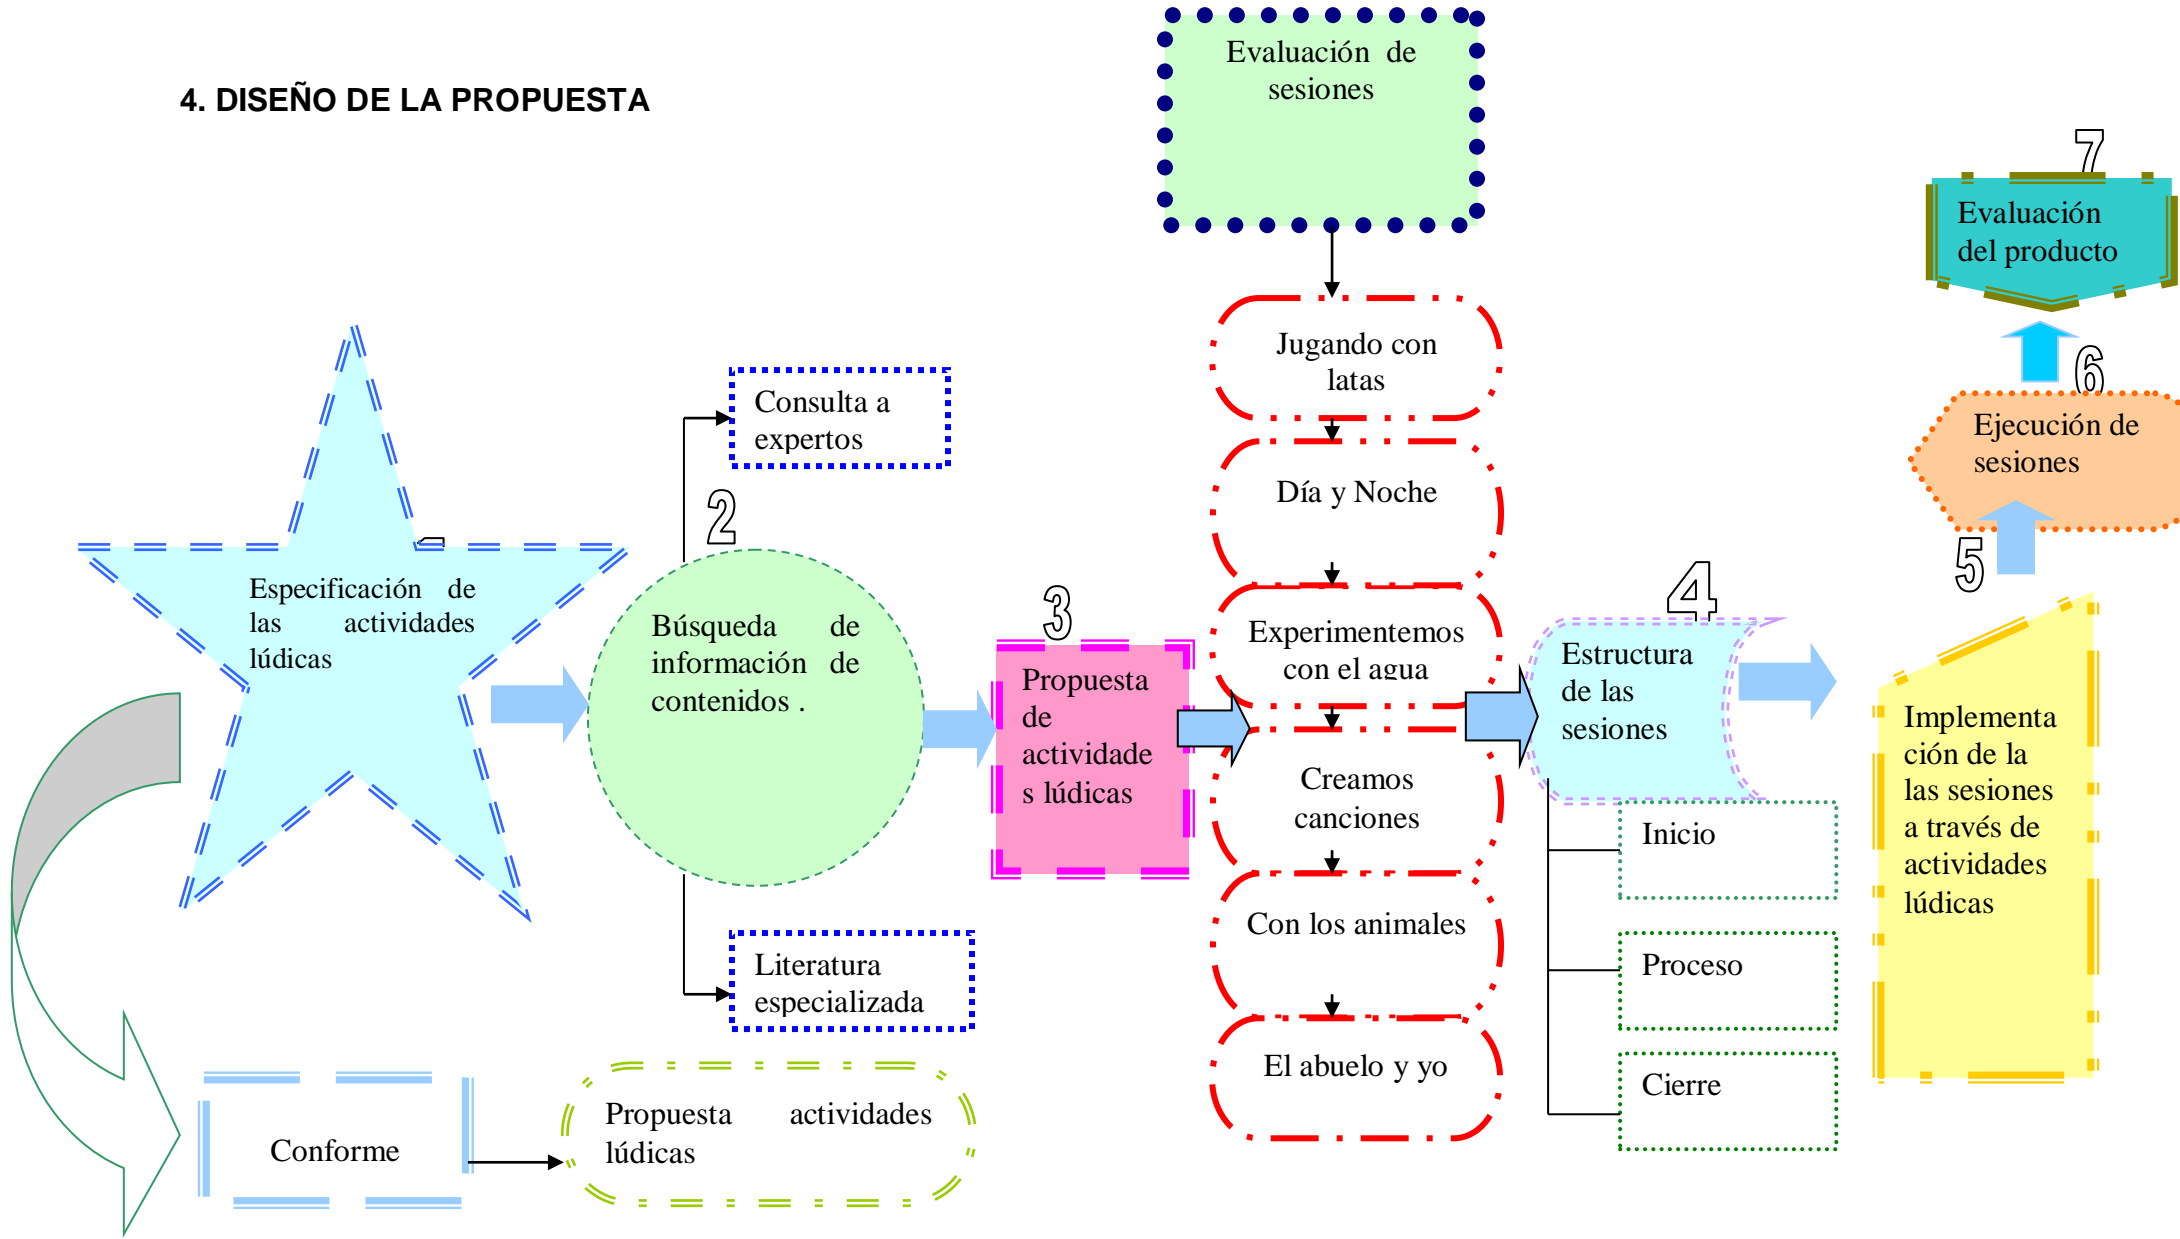 4. DISEÑO DE LA PROPUESTA
Evaluación de
sesiones
7
Evaluación
del producto
6
Ejecución de
sesiones
5
Jugando con
latas
Día y Noche
Experimentemos
con el agua
Creamos
canciones
Con los animales
El abuelo y yo
Consulta a
expertos
2
Especificación de
las actividades
lúdicas
Búsqueda de
información de
contenidos .
3
Propuesta
de
actividade
s lúdicas
4
Estructura
de las
sesiones
Inicio
Proceso
Cierre
Implementa
ción de la
las sesiones
a través de
actividades
lúdicas
Literatura
especializada
Conforme
Propuesta actividades
lúdicas